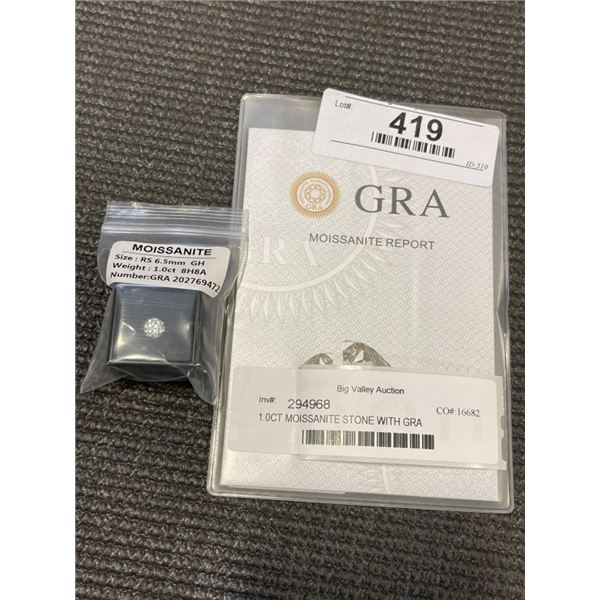 Lot#:
419
ID:310
GRA
GRA
MOISSANITE REPORT
MOISSANITE
Size : RS 6.5mm GH
Weight : 1.0ct 8H8A
Number:GRA 202769472
Big Valley Auction
Inv#: 294968
CO#:16682
1.0CT MOISSANITE STONE WITH GRA